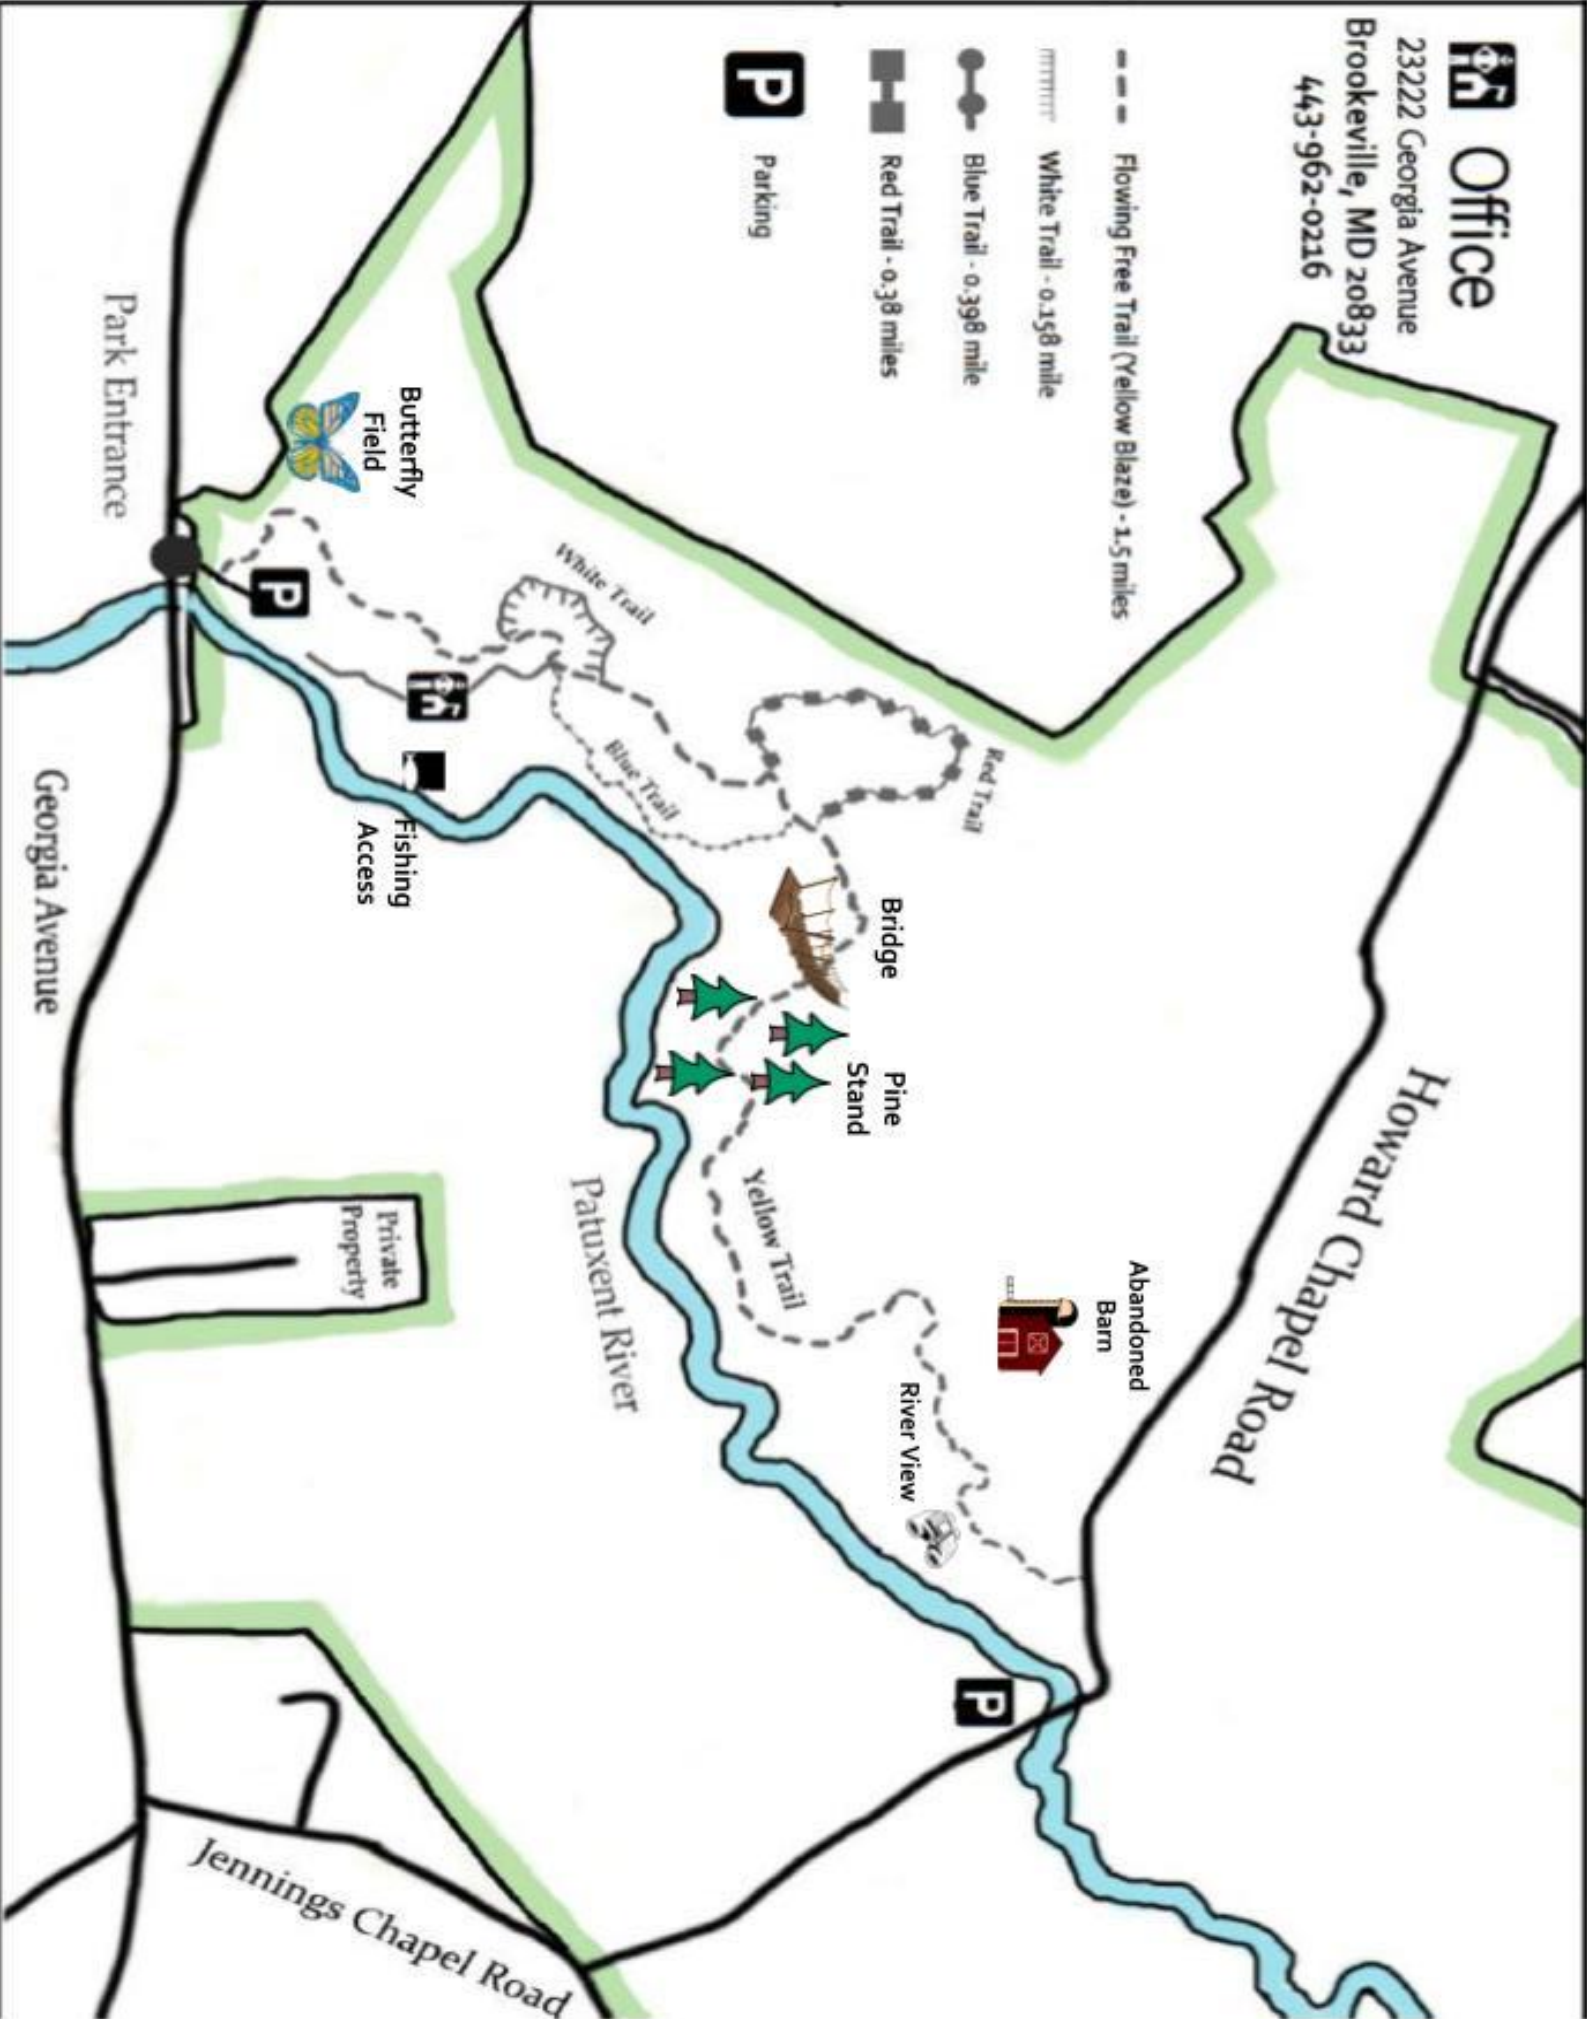 Office
23222 Georgia Avenue
Brookeville, MD 20833
443-962-0216
Flowing Free Trail (Yellow Blaze) - 1.5 miles
White Trail - 0.158 mile
Blue Trail - 0.398 mile
Red Trail - 0.38 miles
P
Parking
Howard Chapel Road
Abandoned
Barn
River View
Red Trail
Bridge
Pine
Stand
Yellow Trail
White Trail
Blue Trail
Butterfly
Field
P
Fishing
Access
Patuxent River
P
Private
Property
Park Entrance
Georgia Avenue
Jennings Chapel Road